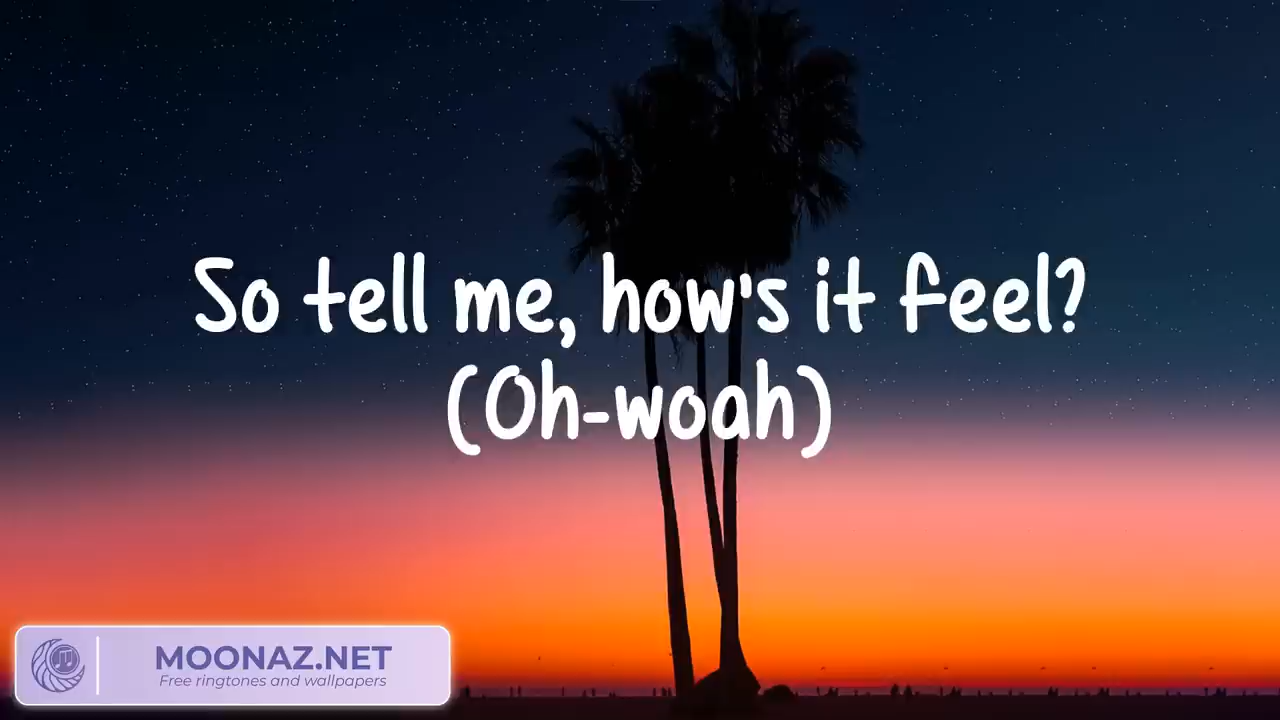 So tell me, how's it feel?
(Oh-woah)
MOONAZ.NET
Free ringtones and wallpapers